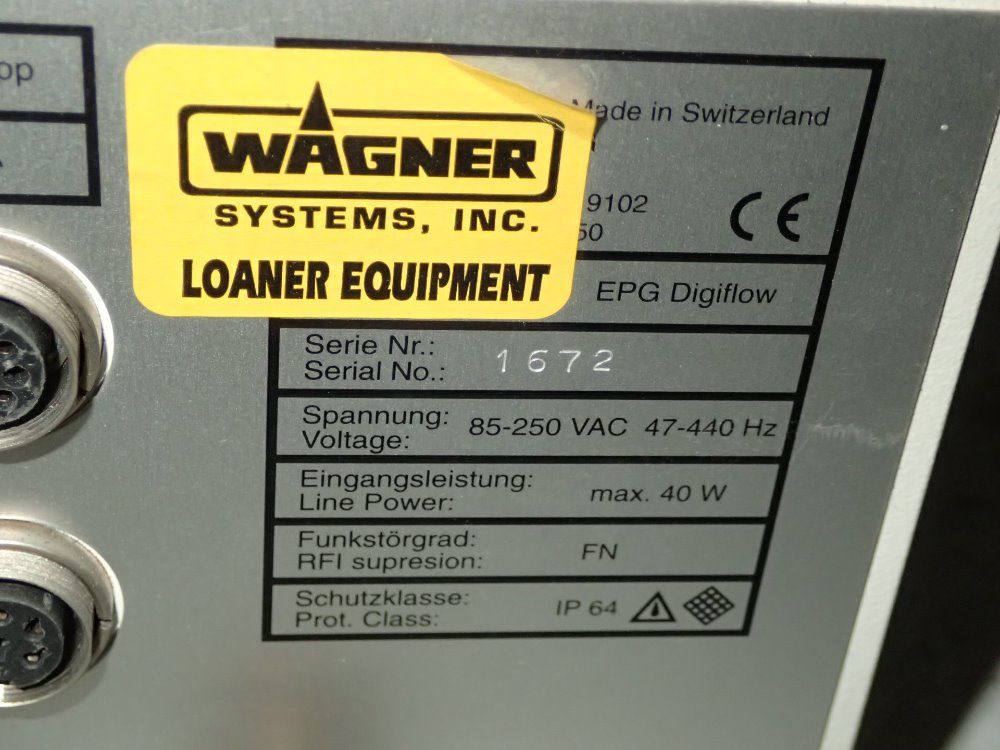 op
WAGNER
SYSTEMS, INC.
LOANER EQUIPMENT
Made in Switzerland
9102
50
CE
EPG Digiflow
Serie Nr.:
Serial No.: 1672
Spannung:
Voltage: 85-250 VAC 47-440 Hz
Eingangsleistung:
Line Power: max. 40 W
Funkstörgrad:
RFI supresion: FN
Schutzklasse:
Prot. Class: IP 64